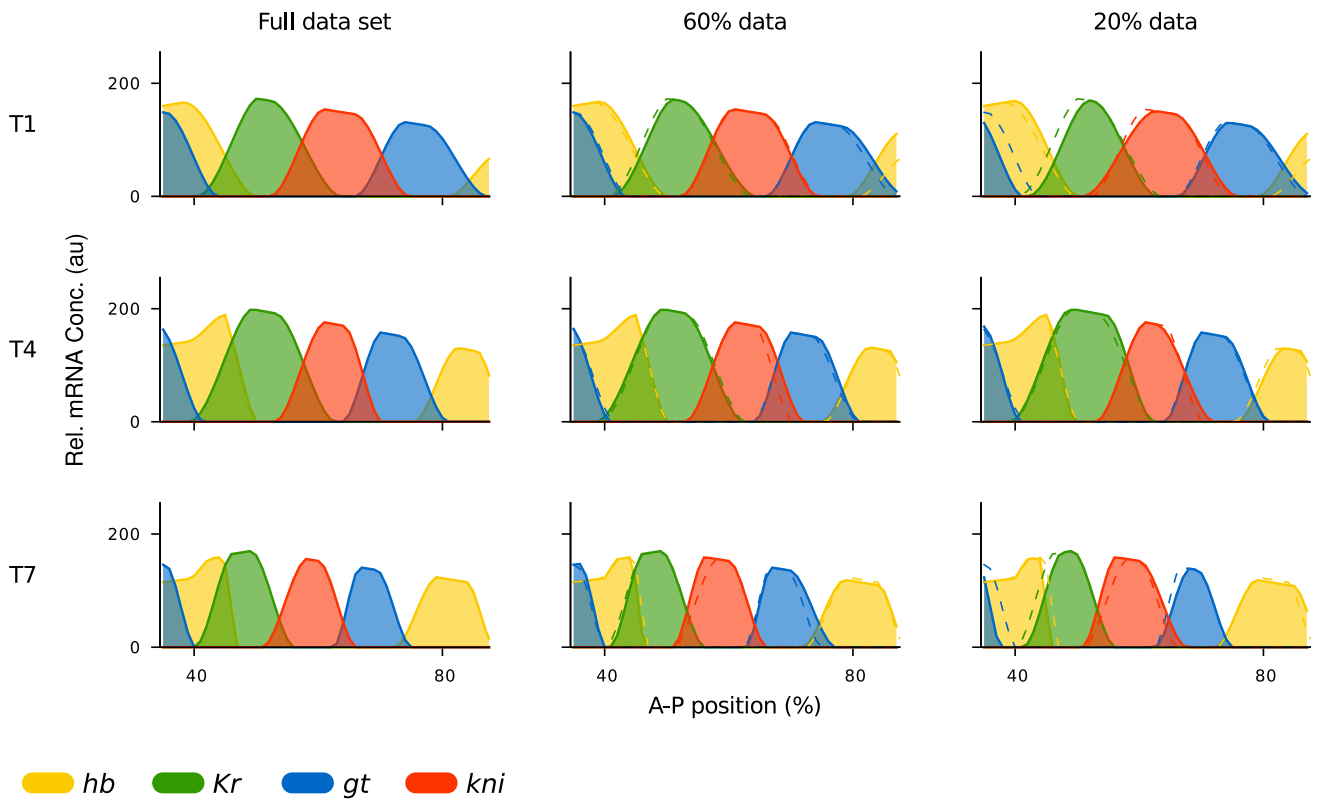 Full data set 60% data 20% data
T1
200
0
T4
200
0
T7
200
0
40 80 40 80 40 80
Rel. mRNA Conc. (au)
A-P position (%)
hb Kr gt kni